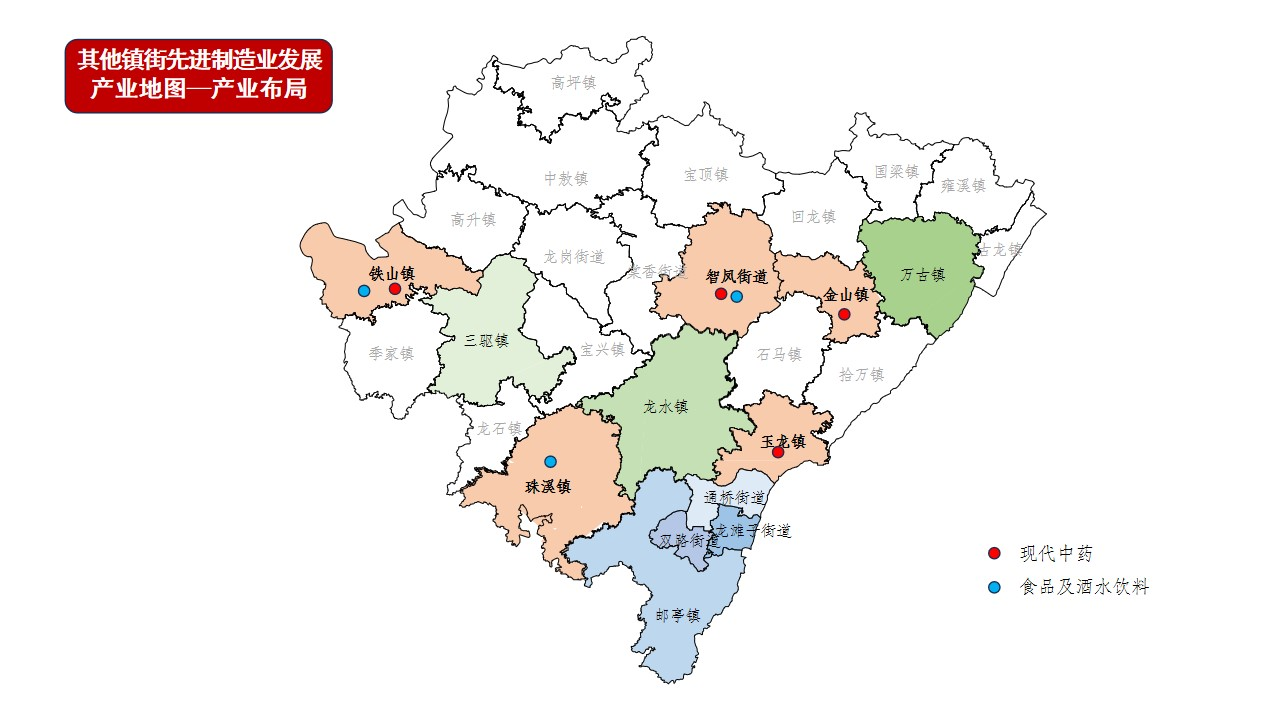 其他镇街先进制造业发展
产业地图—产业布局
高坪镇
中敖镇
宝顶镇
国梁镇
雍溪镇
高升镇
回龙镇
龙岗街道
古龙镇
棠香街道
铁山镇
智凤街道
万古镇
金山镇
三驱镇
季家镇
宝兴镇
石马镇
拾万镇
龙水镇
龙石镇
玉龙镇
珠溪镇
通桥街道
龙滩子街道
双路街道
邮亭镇
现代中药
食品及酒水饮料